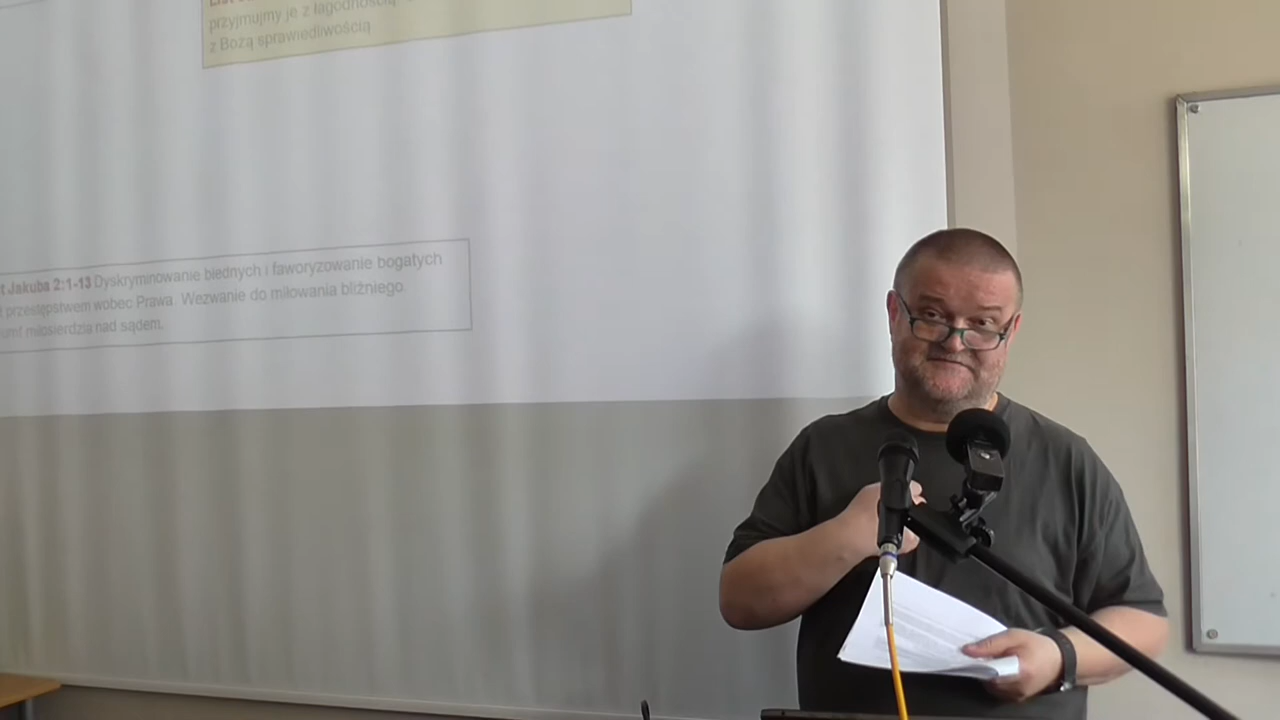 przyjmujmy je z łagodnością
z Bożą sprawiedliwością
t Jakuba 2:1-13 Dyskryminowanie biednych i faworyzowanie bogatych
przestępstwem wobec Prawa. Wezwanie do miłowania bliźniego.
umf miłosierdzia nad sądem.